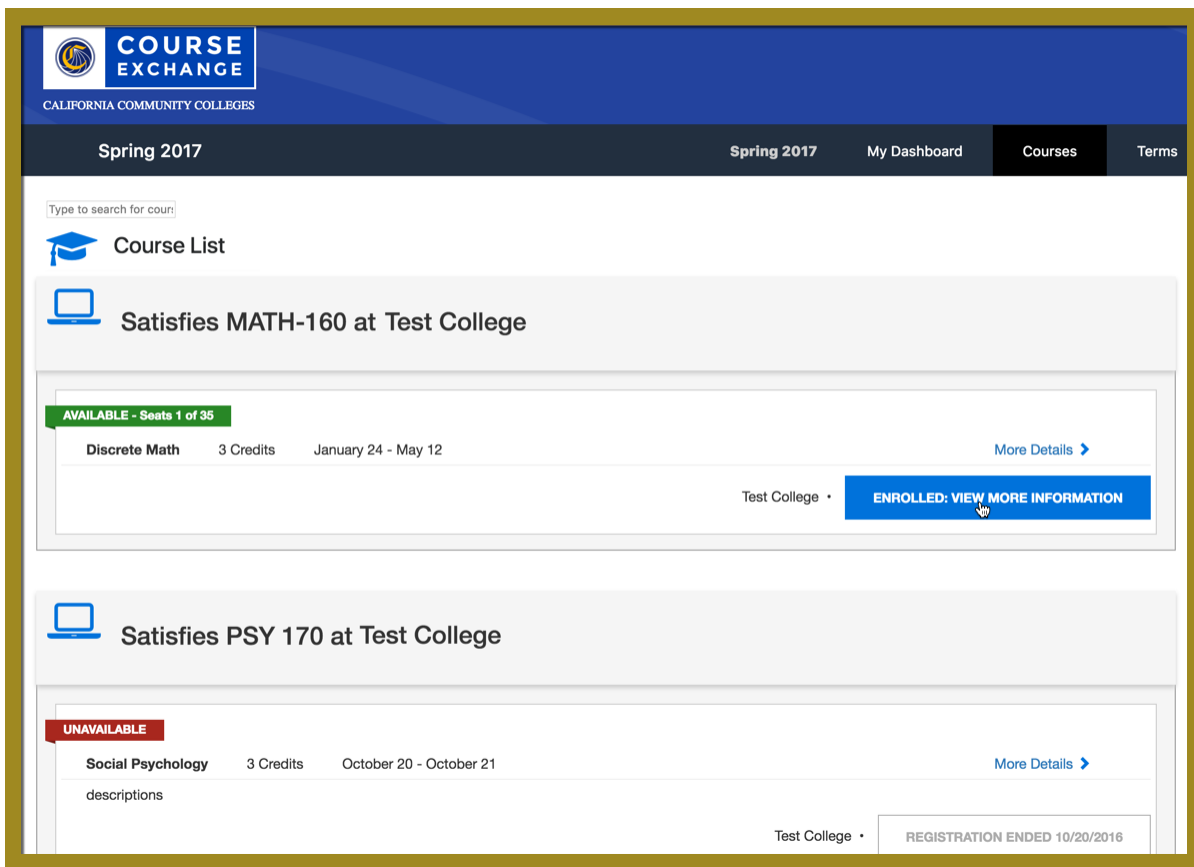 COURSE
EXCHANGE
CALIFORNIA COMMUNITY COLLEGES
Spring 2017 Spring 2017 My Dashboard Courses Terms
Type to search for cour
Course List
Satisfies MATH-160 at Test College
AVAILABLE - Seats 1 of 35
Discrete Math 3 Credits January 24 - May 12 More Details
Test College • ENROLLED: VIEW MORE INFORMATION
Satisfies PSY 170 at Test College
UNAVAILABLE
Social Psychology 3 Credits October 20 - October 21 More Details
descriptions
Test College • REGISTRATION ENDED 10/20/2016